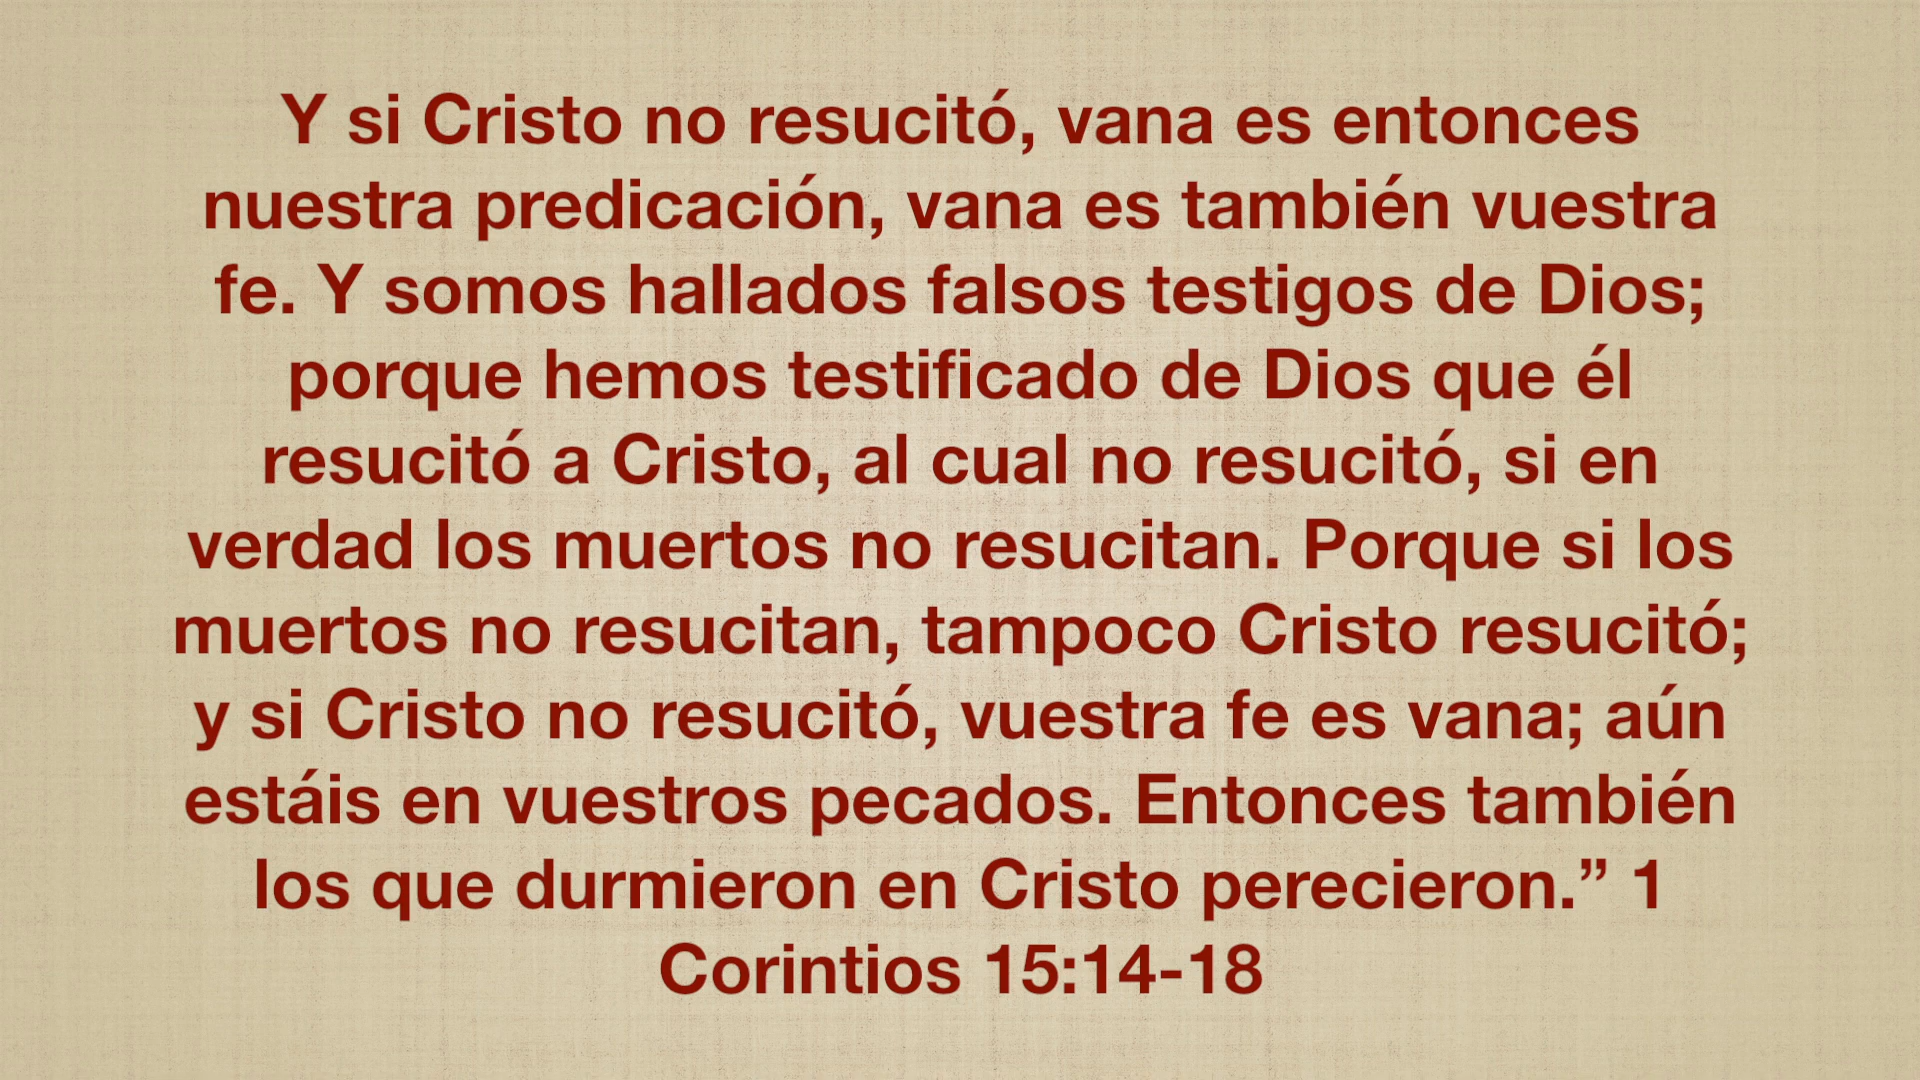 Y si Cristo no resucitó, vana es entonces
nuestra predicación, vana es también vuestra
fe. Y somos hallados falsos testigos de Dios;
porque hemos testificado de Dios que él
resucitó a Cristo, al cual no resucitó, si en
verdad los muertos no resucitan. Porque si los
muertos no resucitan, tampoco Cristo resucitó;
y si Cristo no resucitó, vuestra fe es vana; aún
estáis en vuestros pecados. Entonces también
los que durmieron en Cristo perecieron.” 1
Corintios 15:14-18